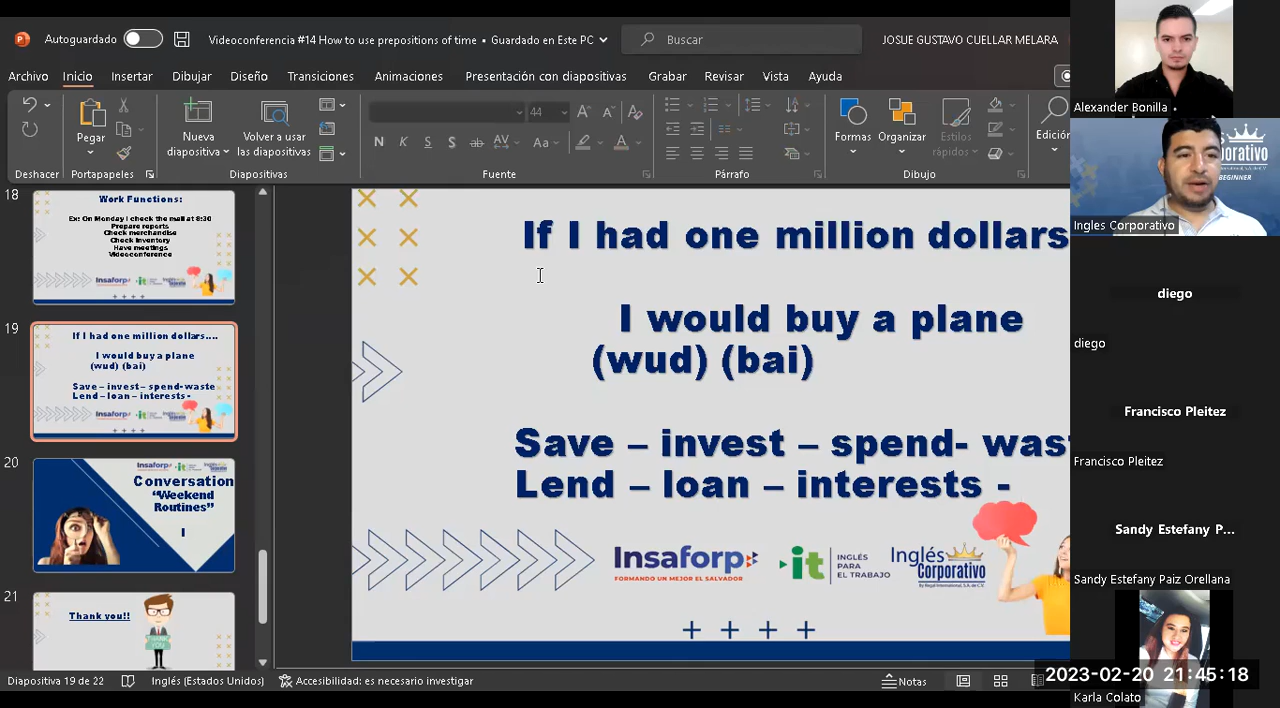 Autoguardado
Videoconferencia #14 How to use prepositions of time • Guardado en Este PC
Buscar
JOSUE GUSTAVO CUELLAR MELARA
Archivo Inicio Insertar Dibujar Diseño Transiciones Animaciones Presentación con diapositivas Grabar Revisar Vista Ayuda
Pegar
Nueva diapositiva
Volver a usar las diapositivas
44
N K S S ab AV Aa A
Formas
Organizar
Estilos rápidos
Edición
Deshacer Portapapeles Diapositivas Fuente Párrafo Dibujo
18
Work Functions:
Ex: On Monday I check the mail at 8:30
Prepare reports
Check merchandise
Check inventory
Have meetings
Videoconference
19
If I had one million dollars....
I would buy a plane
(wud) (bai)
Save – invest – spend-waste
Lend – loan – interests -
20
Conversation
“Weekend
Routines”
I
21
Thank you!!
If I had one million dollars
I would buy a plane
(wud) (bai)
Save – invest – spend- wast
Lend – loan – interests -
Insaforp
FORMANDO UN MEJOR EL SALVADOR
it
INGLÉS
PARA
EL TRABAJO
Inglés
Corporativo
Diapositiva 19 de 22
Inglés (Estados Unidos)
Accesibilidad: es necesario investigar
Notas
Alexander Bonilla
orporativo
BEGINNER
Ingles Corporativo
diego
diego
Francisco Pleitez
Francisco Pleitez
Sandy Estefany P...
Sandy Estefany Paiz Orellana
2023-02-20 21:45:18
Karla Colato